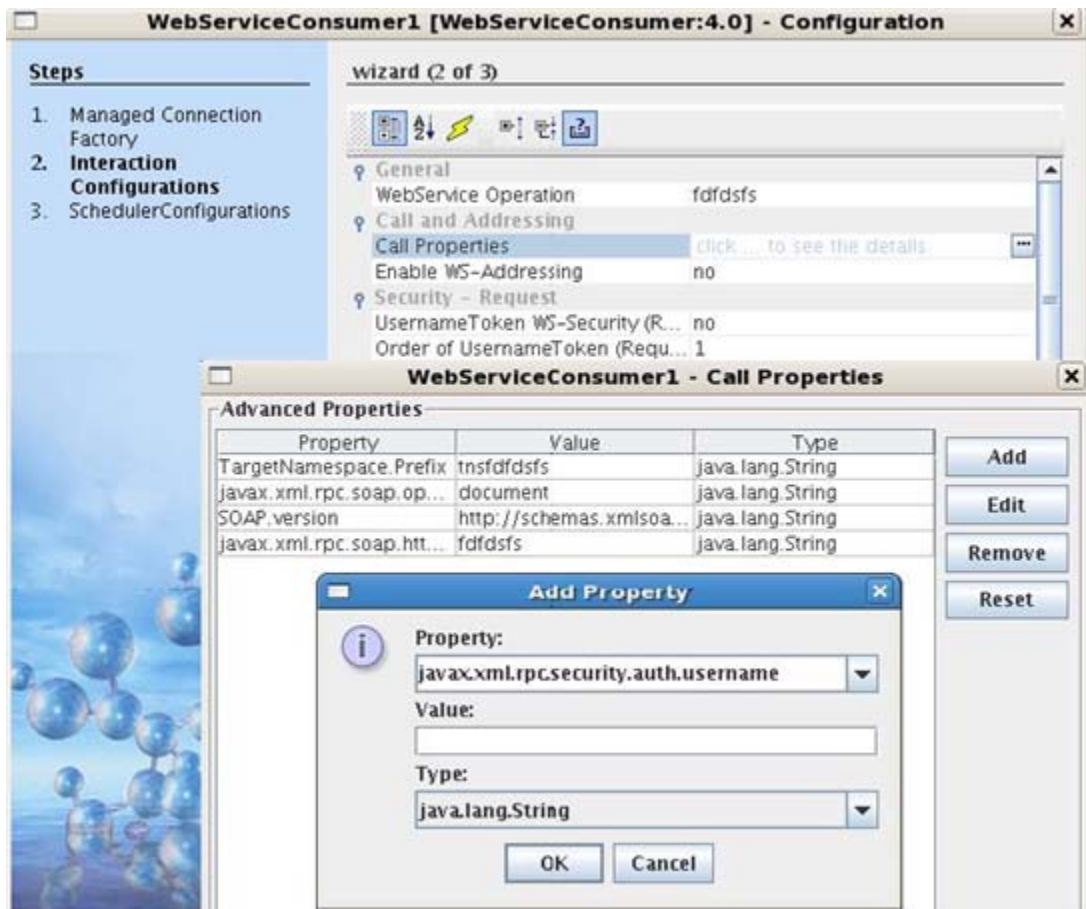 WebServiceConsumer1 [WebServiceConsumer:4.0] - Configuration
Steps
1. Managed Connection
Factory
2. Interaction
Configurations
3. SchedulerConfigurations
wizard (2 of 3)
General
WebService Operation fdfdsfs
Call and Addressing
Call Properties click ... to see the details
Enable WS-Addressing no
Security - Request
UsernameToken WS-Security (R... no
Order of UsernameToken (Requ... 1
WebServiceConsumer1 - Call Properties
Advanced Properties
Property Value Type
TargetNamespace.Prefix tnsfdfdsfs java.lang.String
javax.xml.rpc.soap.op... document java.lang.String
SOAP.version http://schemas.xmlsoa... java.lang.String
javax.xml.rpc.soap.htt... fdfdsfs java.lang.String
Add
Edit
Remove
Reset
Add Property
Property:
javax.xml.rpc.security.auth.username
Value:
Type:
java.lang.String
OK Cancel